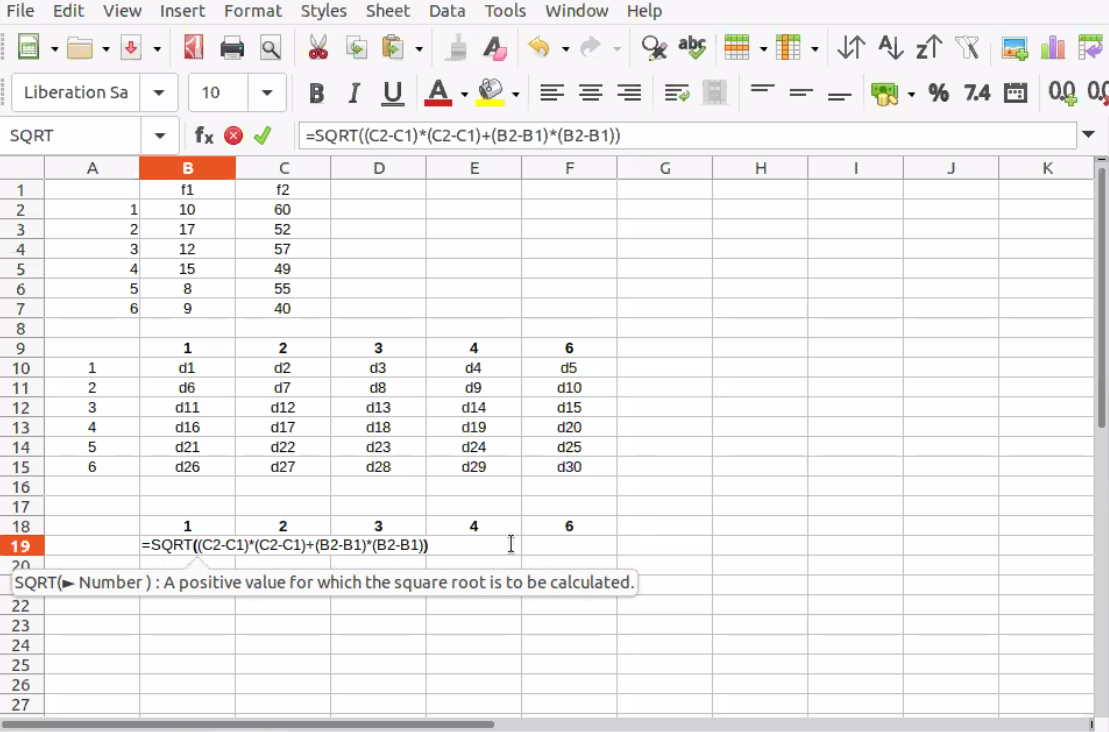 File Edit View Insert Format Styles Sheet Data Tools Window Help
abc
Liberation Sa 10 B I U A % 7.4 0.0
SQRT fx =SQRT((C2-C1)*(C2-C1)+(B2-B1)*(B2-B1))
A B C D E F G H I J K
1 f1 f2
2 1 10 60
3 2 17 52
4 3 12 57
5 4 15 49
6 5 8 55
7 6 9 40
8
9 1 2 3 4 6
10 1 d1 d2 d3 d4 d5
11 2 d6 d7 d8 d9 d10
12 3 d11 d12 d13 d14 d15
13 4 d16 d17 d18 d19 d20
14 5 d21 d22 d23 d24 d25
15 6 d26 d27 d28 d29 d30
16
17
18 1 2 3 4 6
19 =SQRT((C2-C1)*(C2-C1)+(B2-B1)*(B2-B1))
20
SQRT(► Number ) : A positive value for which the square root is to be calculated.
22
23
24
25
26
27